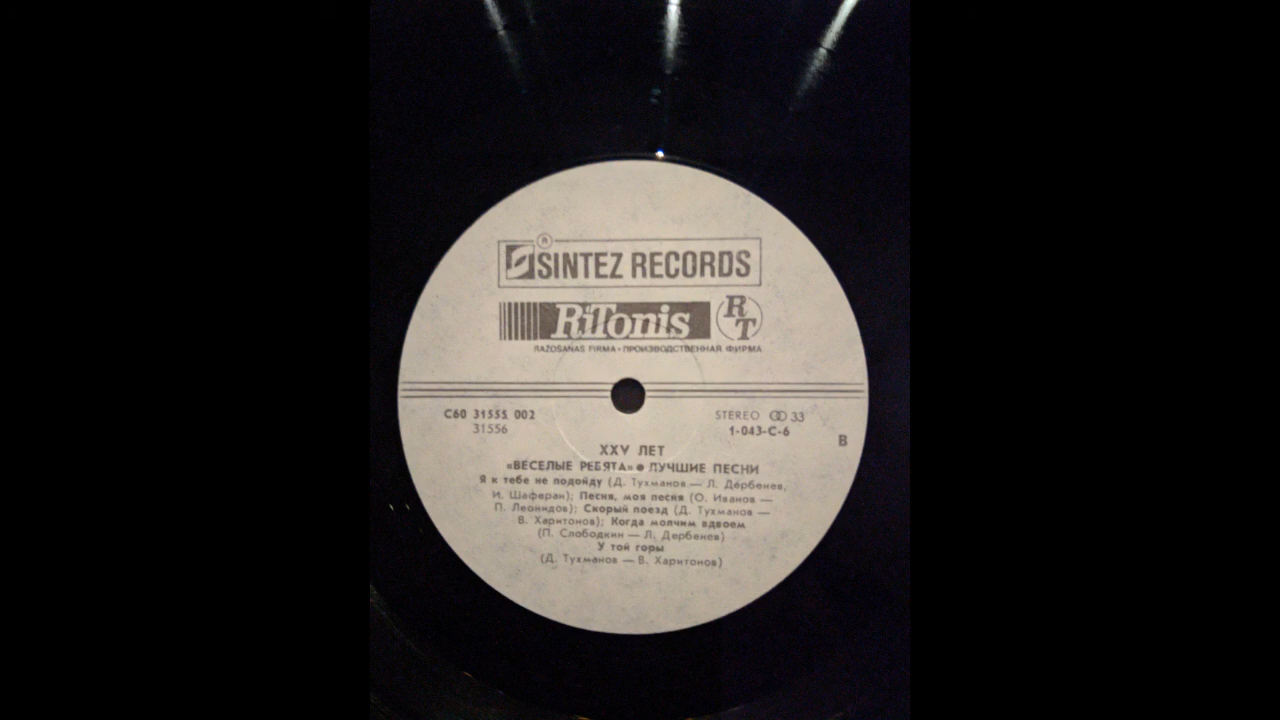 ®
SINTEZ RECORDS
RiTonis RT
RAŽOŠANAS FIRMA • ПРОИЗВОДСТВЕННАЯ ФИРМА
С60 31555 002
31556
STEREO 33
1-043-С-6
B
XXV ЛЕТ
«ВЕСЕЛЫЕ РЕБЯТА» ● ЛУЧШИЕ ПЕСНИ
Я к тебе не подойду (Д. Тухманов — Л. Дербенев,
И. Шаферан); Песня, моя песня (О. Иванов —
П. Леонидов); Скорый поезд (Д. Тухманов —
В. Харитонов); Когда молчим вдвоем
(П. Слободкин — Л. Дербенев)
У той горы
(Д. Тухманов — В. Харитонов)